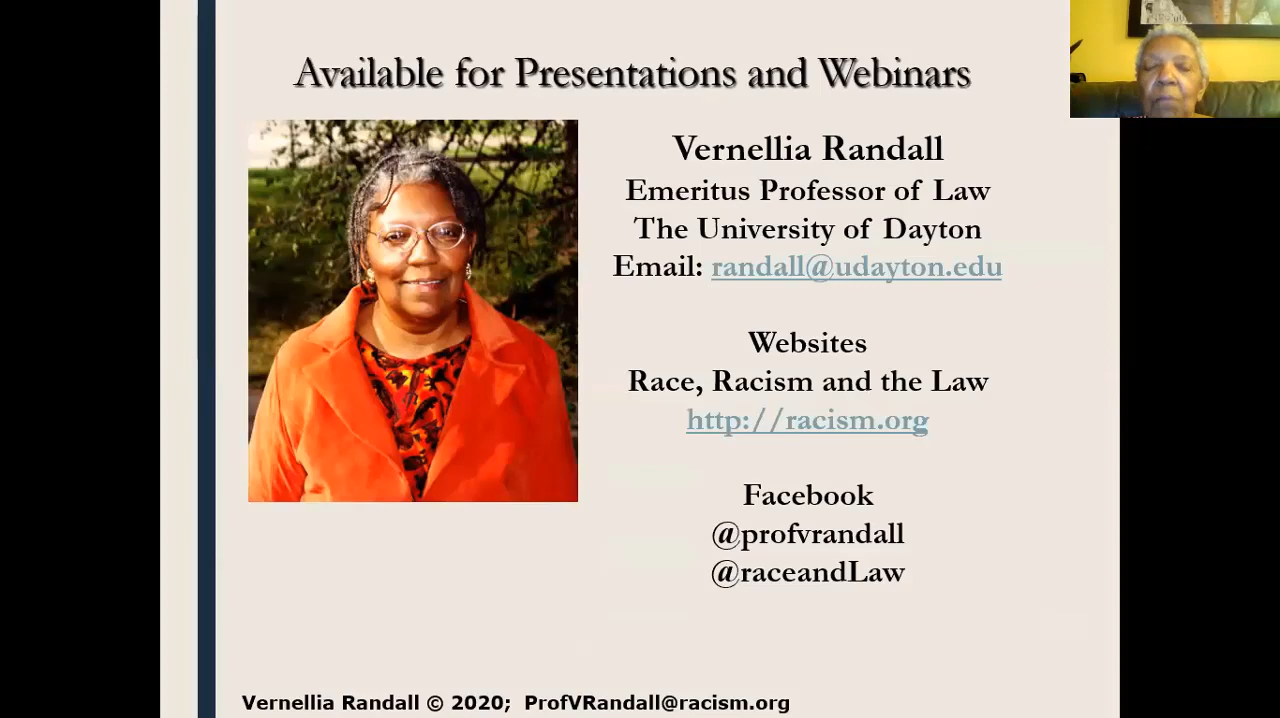 Available for Presentations and Webinars
Vernellia Randall
Emeritus Professor of Law
The University of Dayton
Email: randall@udayton.edu
Websites
Race, Racism and the Law
http://racism.org
Facebook
@profvrandall
@raceandLaw
Vernellia Randall © 2020; ProfVRandall@racism.org